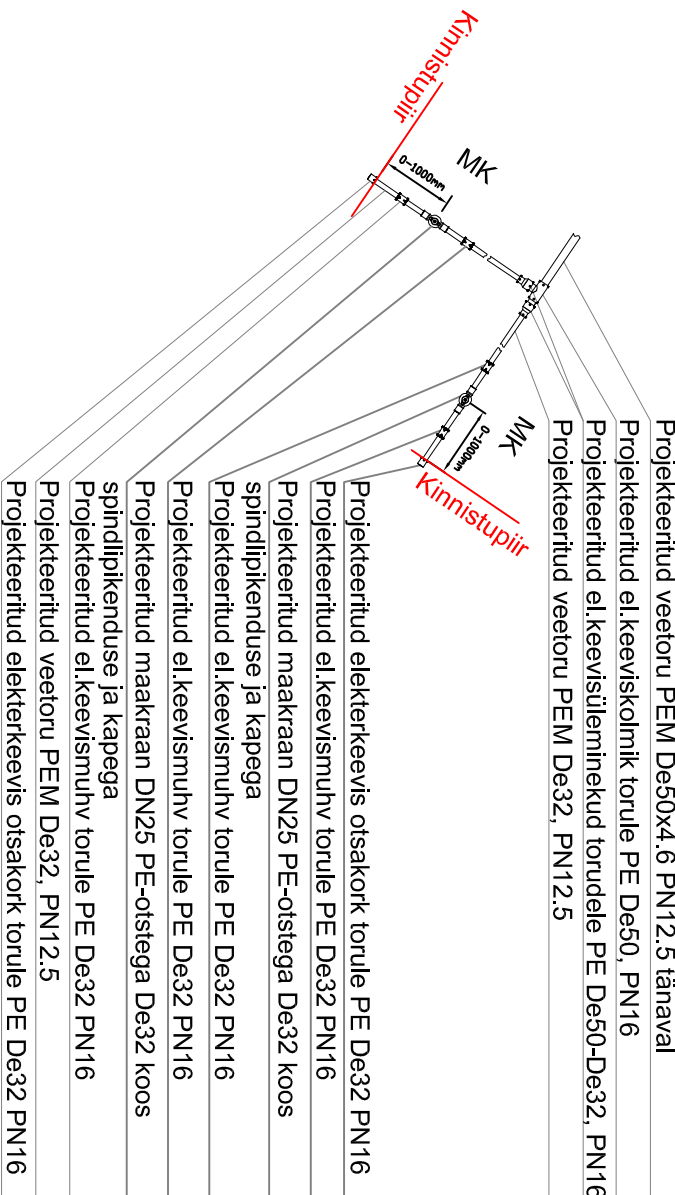 Projekteeritud veetoru PEM De50x4.6 PN12.5 tänaval
Projekteeritud el.keeviskolmik torule PE De50, PN16
Projekteeritud el.keevisüleminekud torudele PE De50-De32, PN16
Projekteeritud veetoru PEM De32, PN12.5
Kinnistupiir
MK
0-1000mm
MK
0-1000mm
Kinnistupiir
Projekteeritud elekterkeevis otsakork torule PE De32 PN16
Projekteeritud el.keevismuhv torule PE De32 PN16
Projekteeritud maakraan DN25 PE-otstega De32 koos
spindlipikenduse ja kapega
Projekteeritud el.keevismuhv torule PE De32 PN16
Projekteeritud el.keevismuhv torule PE De32 PN16
Projekteeritud maakraan DN25 PE-otstega De32 koos
spindlipikenduse ja kapega
Projekteeritud el.keevismuhv torule PE De32 PN16
Projekteeritud veetoru PEM De32, PN12.5
Projekteeritud elekterkeevis otsakork torule PE De32 PN16